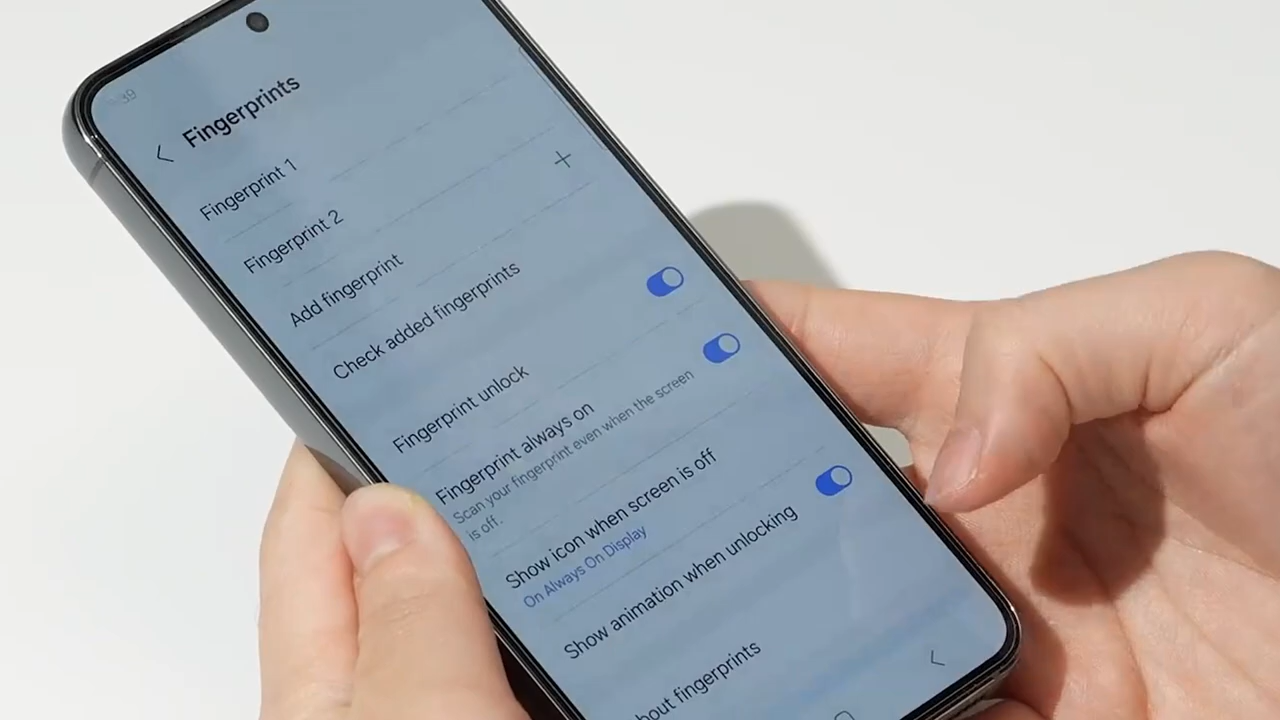 Fingerprints
Fingerprint 1
Fingerprint 2
Add fingerprint
Check added fingerprints
Fingerprint unlock
Fingerprint always on
Scan your fingerprint even when the screen
is off.
Show icon when screen is off
On Always On Display
Show animation when unlocking
bout fingerprints